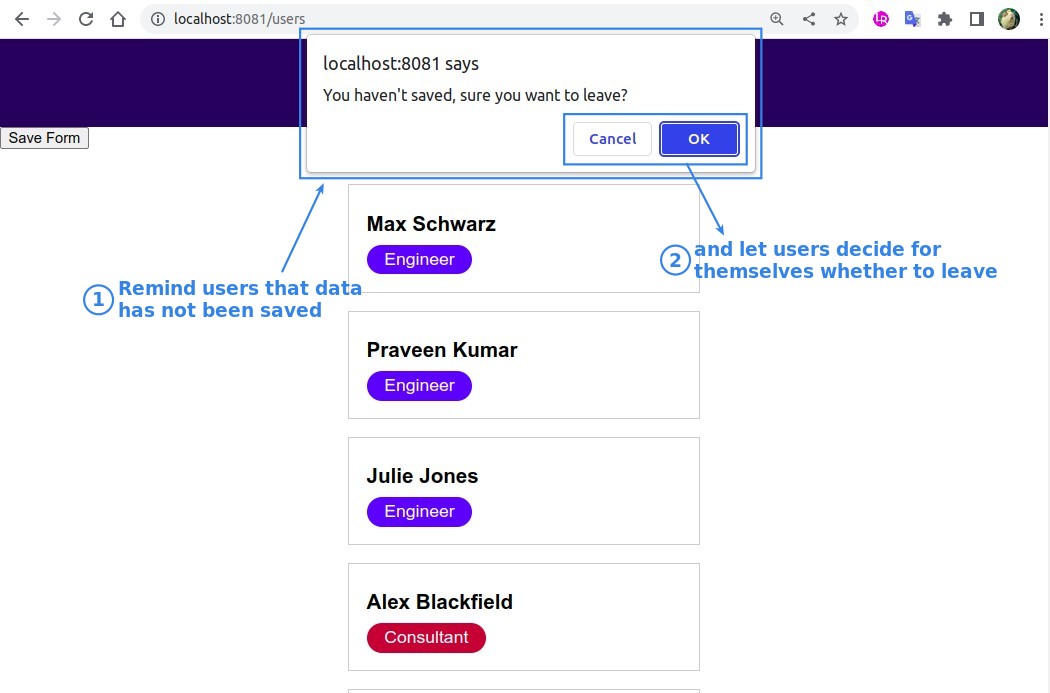 localhost:8081/users
localhost:8081 says
You haven't saved, sure you want to leave?
Cancel
OK
Save Form
Max Schwarz
Engineer
2
and let users decide for
themselves whether to leave
1
Remind users that data
has not been saved
Praveen Kumar
Engineer
Julie Jones
Engineer
Alex Blackfield
Consultant